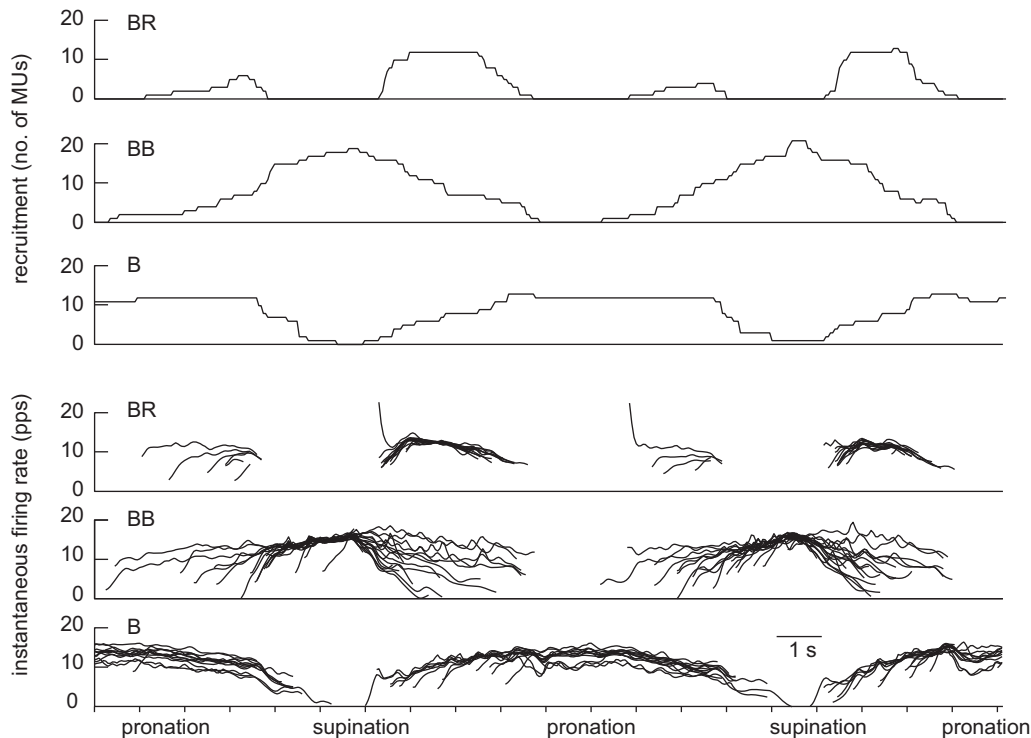 recruitment (no. of MUs)
20
BR
10
0
20
BB
10
0
B
20
10
0
instantaneous firing rate (pps)
BR
20
10
0
BB
20
10
0
B
20
10
1 s
0
pronation supination pronation supination pronation